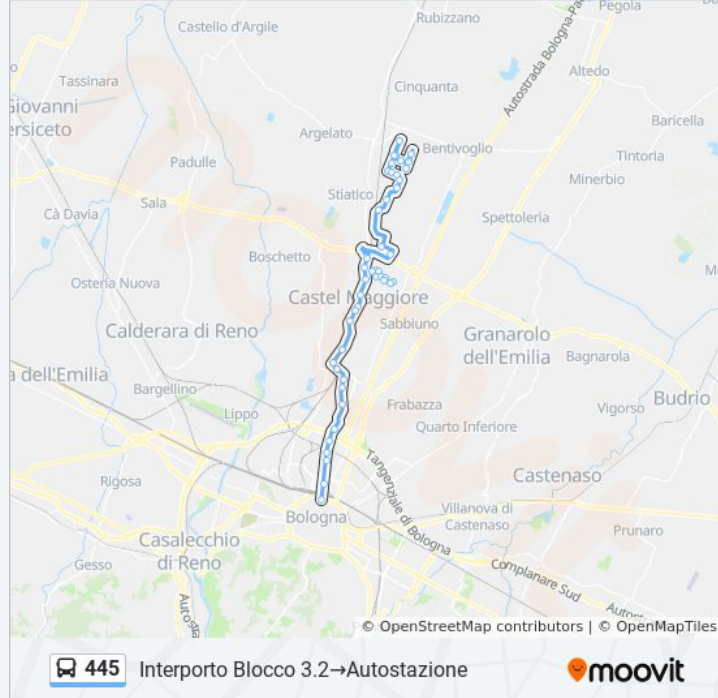 Pegola
Rubizzano
Castello d'Argile
Altedo
Tassinara
Cinquanta
Autostrada Bologna-Pa
Giovanni
ersiceto
Argelato
Bentivoglio
Baricella
Padulle
Tintoria
Minerbio
Stiatico
Cà Davia
Sala
Spettoleria
Boschetto
Osteria Nuova
Castel Maggiore
Calderara di Reno
Sabbiuno
Granarolo
dell'Emilia
Bagnarola
a dell'Emilia
Bargellino
Budrio
Lippo
Frabazza
Vigorso
Quarto Inferiore
Rigosa
Tangenziale di Bologna
Castenaso
Bologna
Villanova di
Castenaso
Prunaro
Casalecchio
di Reno
Gesso
Complanare Sud
Autos
© OpenStreetMap contributors | © OpenMapTiles
445 Interporto Blocco 3.2→Autostazione
moovit